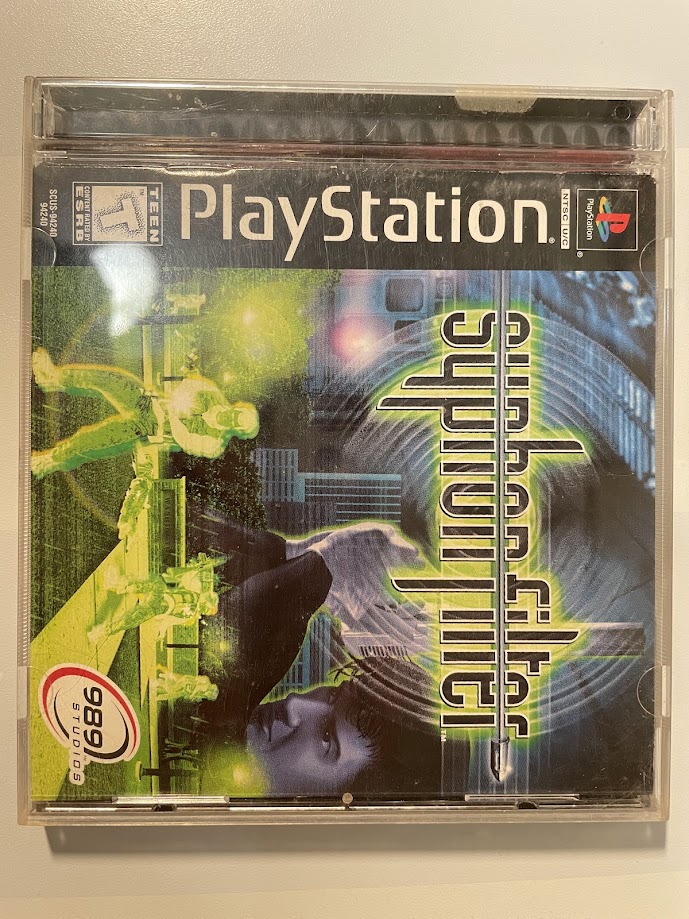 TEEN
T
CONTENT RATED BY
ESRB
SCUS-94240
94240
PlayStation
NTSC U/C
PlayStation
syphon filter
989
STUDIOS